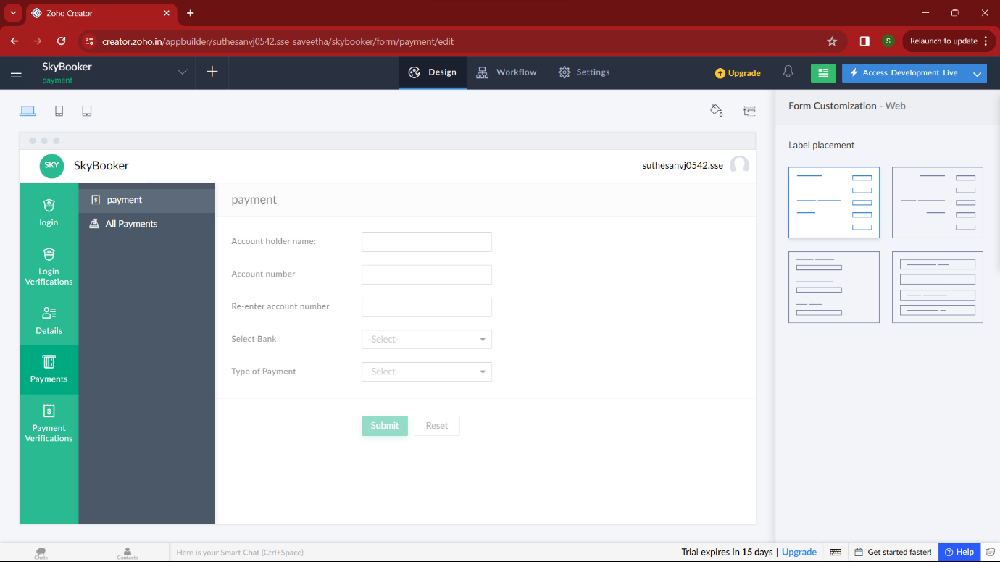 Zoho Creator
creator.zoho.in/appbuilder/suthesanvj0542.sse_saveetha/skybooker/form/payment/edit
S
Relaunch to update
SkyBooker
payment
Design
Workflow
Settings
Upgrade
Access Development Live
Form Customization - Web
Label placement
SKY
SkyBooker
suthesanvj0542.sse
login
Login
Verifications
Details
Payments
Payment
Verifications
payment
All Payments
payment
Account holder name:
Account number
Re-enter account number
Select Bank
-Select-
Type of Payment
-Select-
Submit
Reset
Chats
Contacts
Here is your Smart Chat (Ctrl+Space)
Trial expires in 15 days | Upgrade
Get started faster!
Help